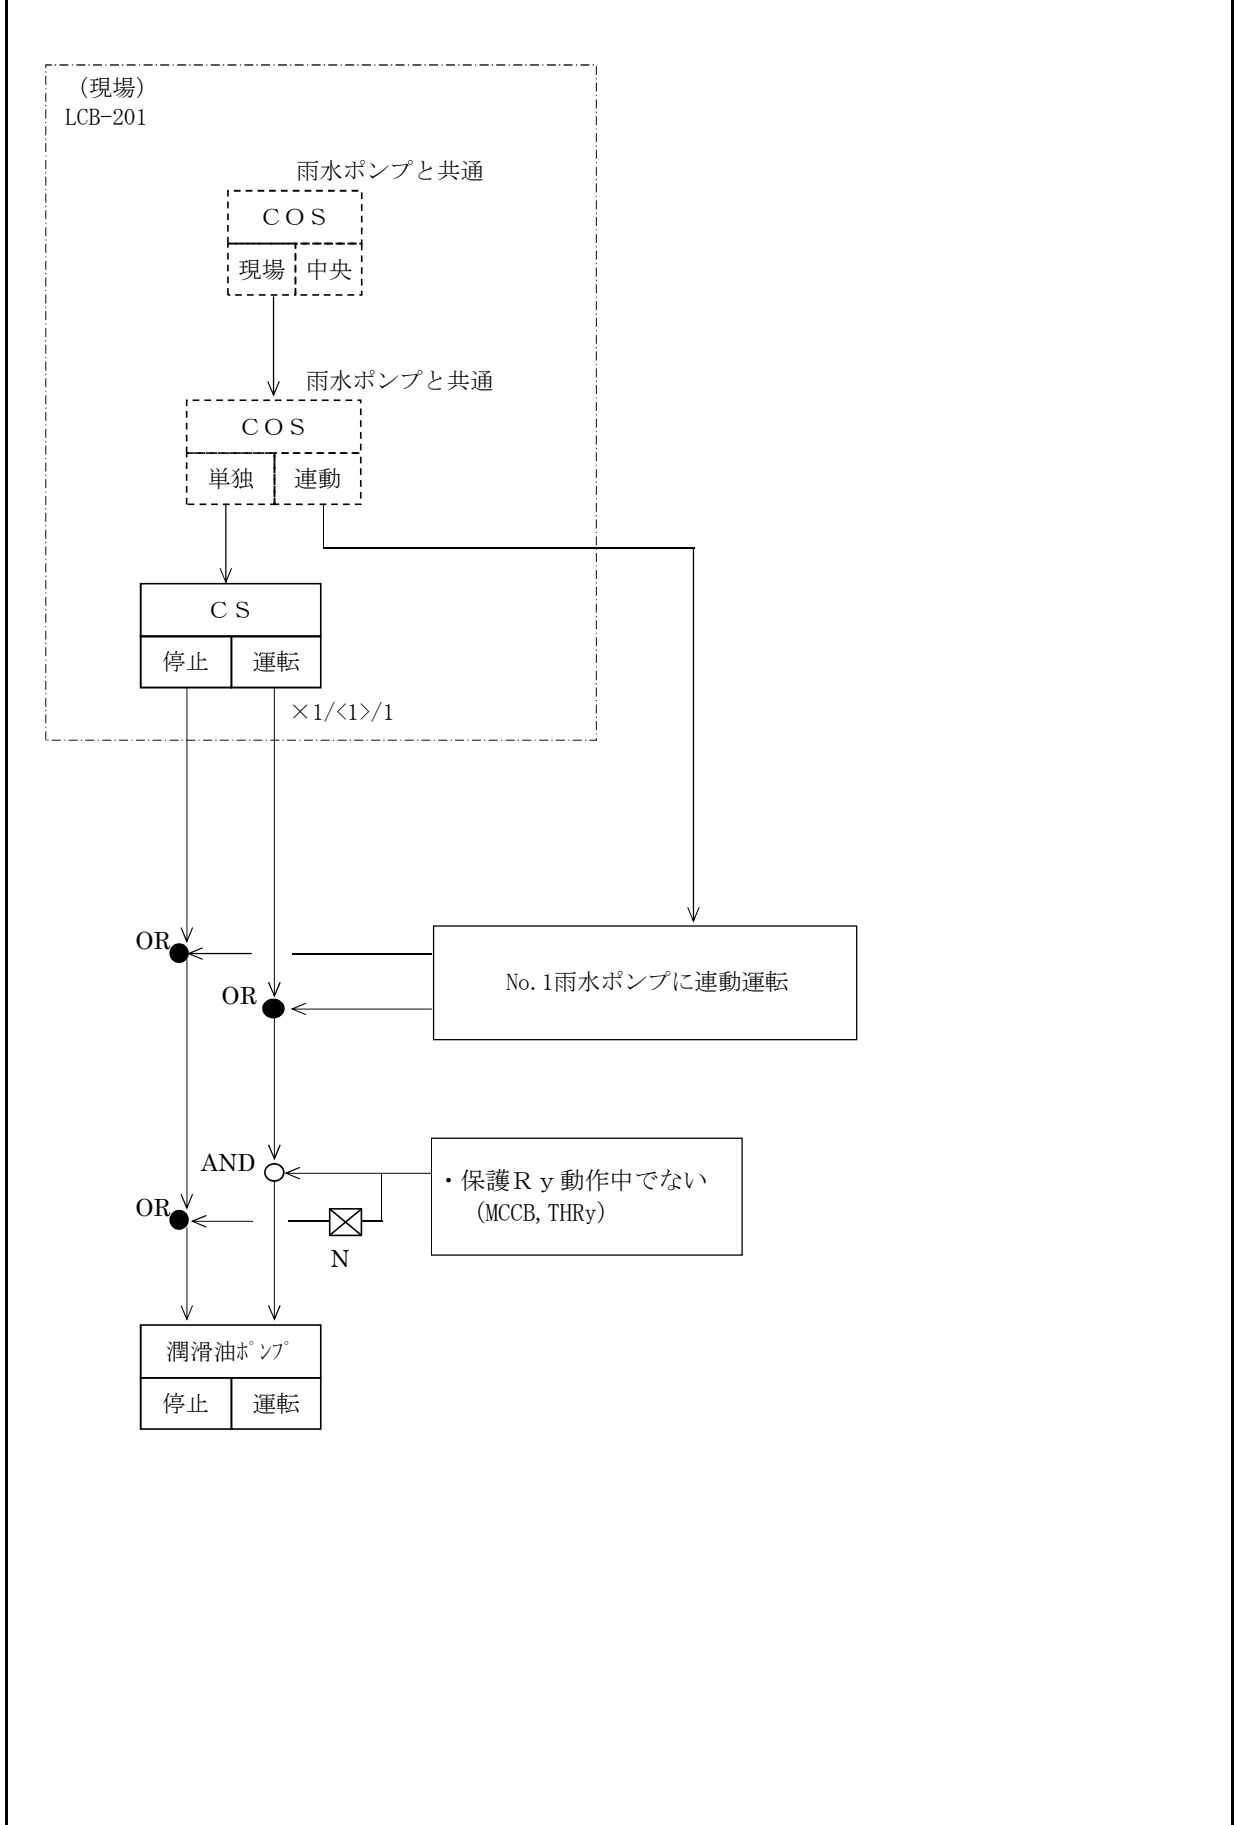 （現場）
LCB-201
雨水ポンプと共通
ＣＯＳ
現場 中央
雨水ポンプと共通
ＣＯＳ
単独 連動
ＣＳ
停止 運転
×1/<1>/1
OR
No.1雨水ポンプに連動運転
OR
AND
・保護Ｒｙ動作中でない
（MCCB,THRy）
OR
N
潤滑油ﾎﾟﾝﾌﾟ
停止 運転